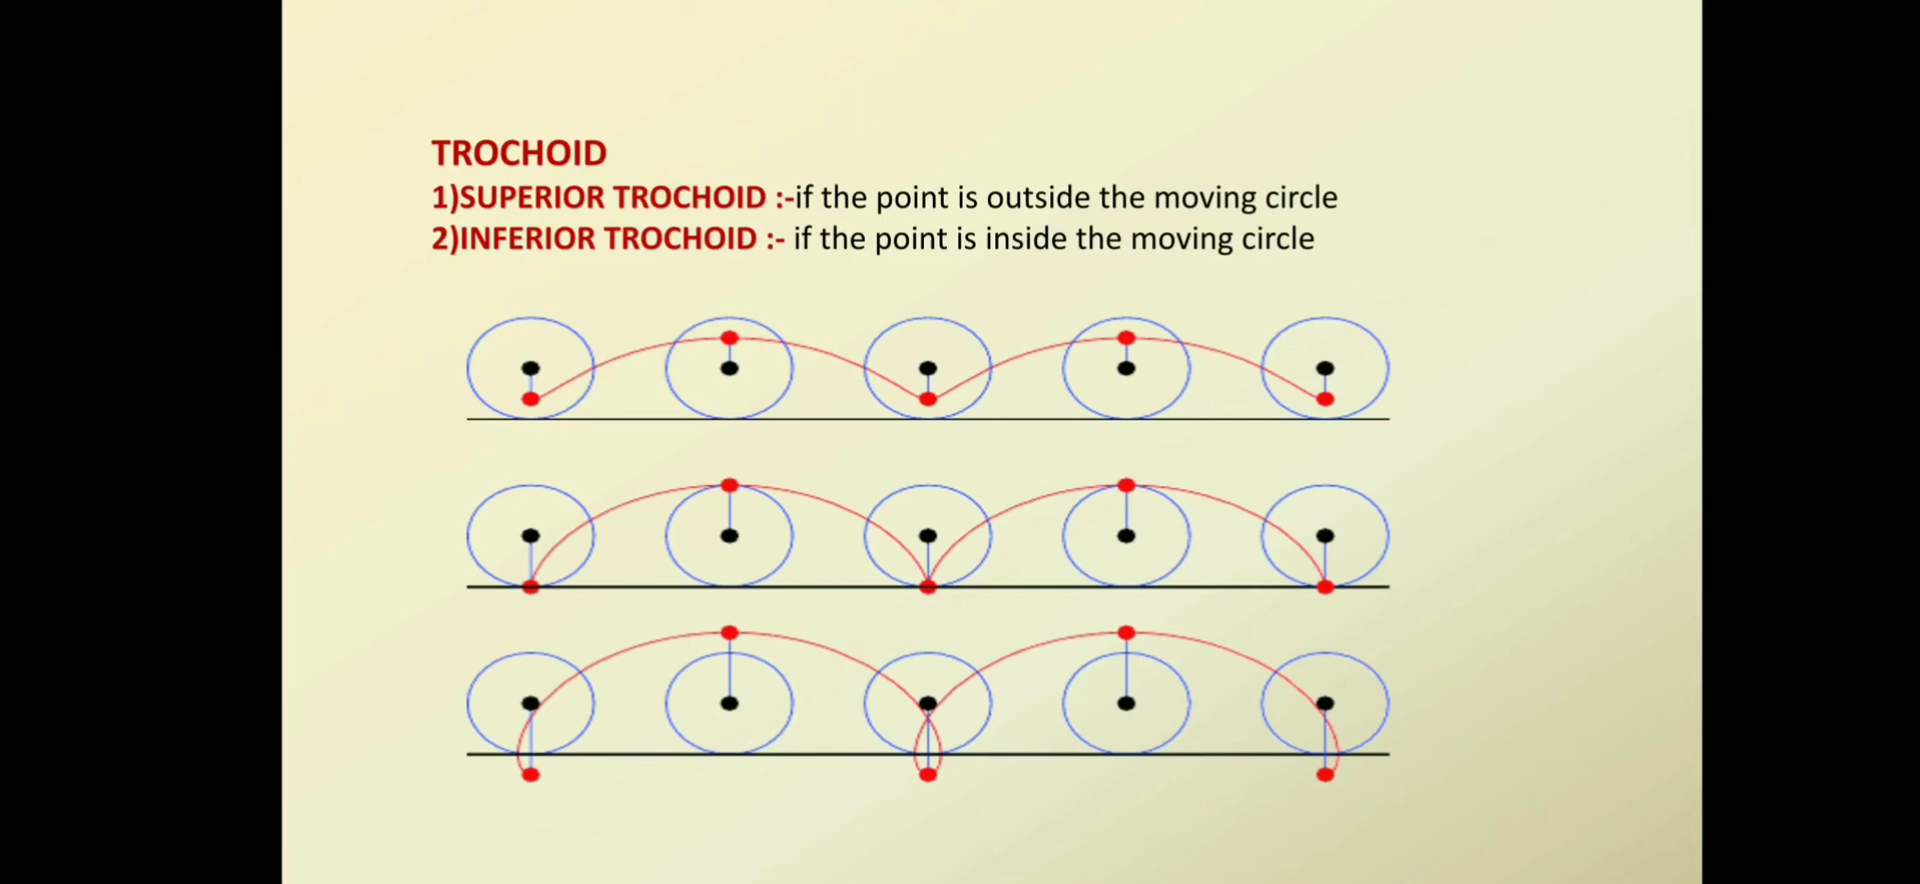 TROCHOID
1)SUPERIOR TROCHOID :-if the point is outside the moving circle
2)INFERIOR TROCHOID :- if the point is inside the moving circle